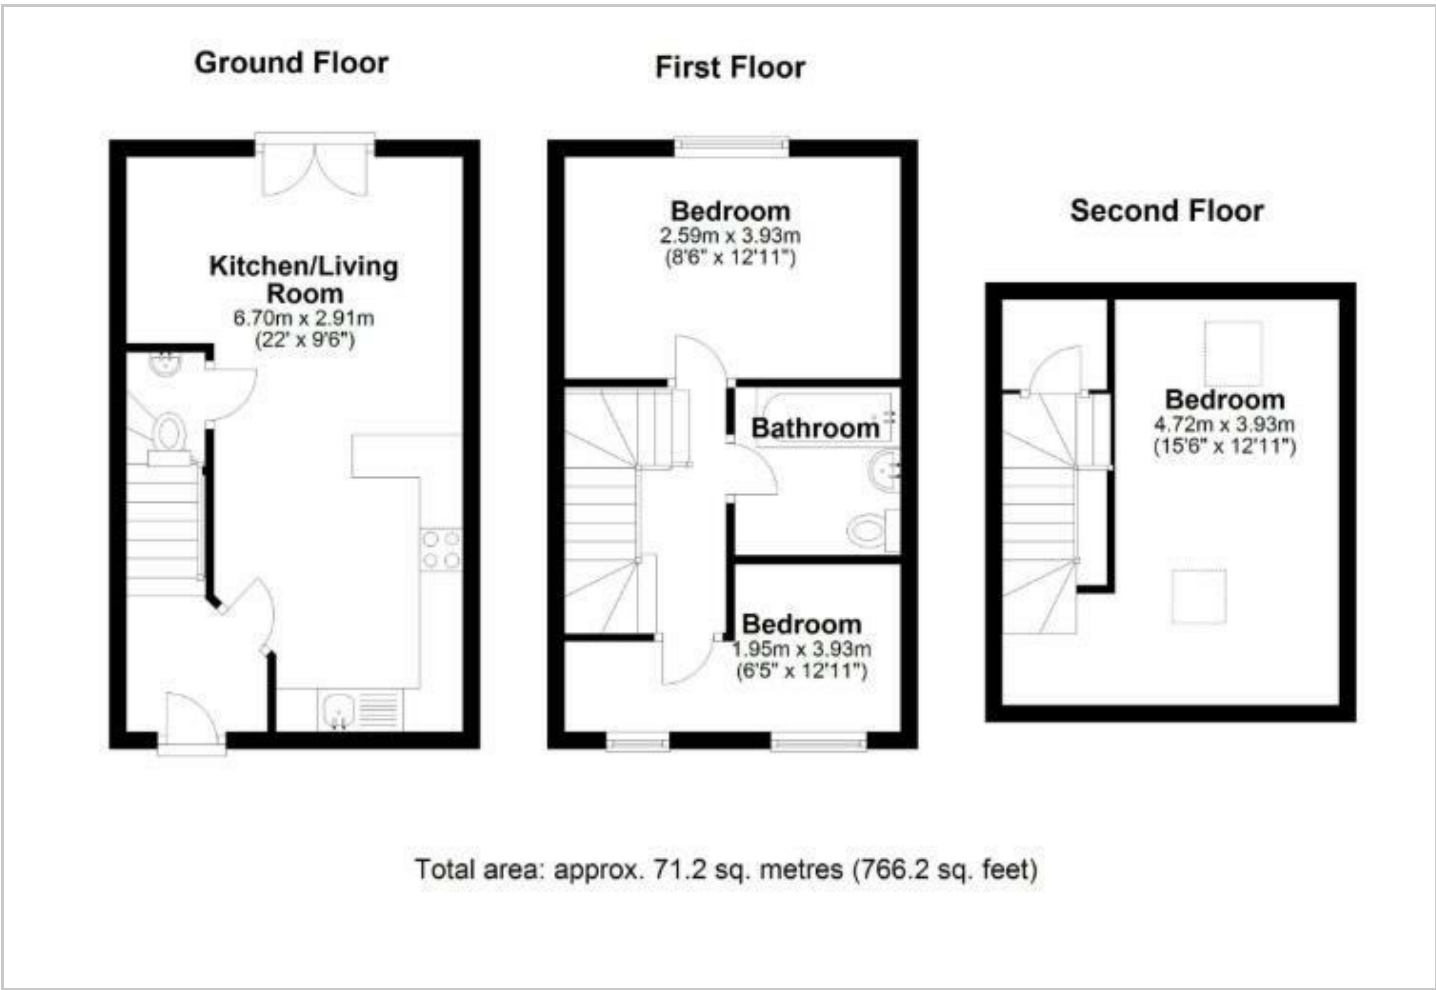 Ground Floor
Kitchen/Living
Room
6.70m x 2.91m
(22' x 9'6")
First Floor
Bedroom
2.59m x 3.93m
(8'6" x 12'11")
Bathroom
Bedroom
1.95m x 3.93m
(6'5" x 12'11")
Second Floor
Bedroom
4.72m x 3.93m
(15'6" x 12'11")
Total area: approx. 71.2 sq. metres (766.2 sq. feet)